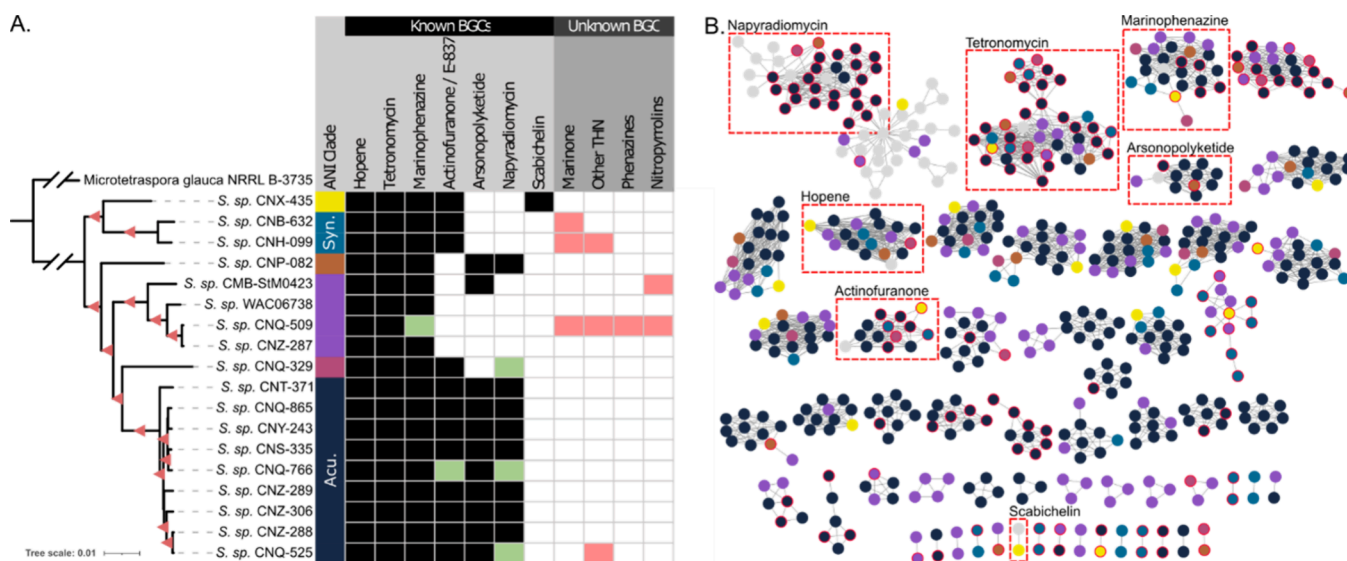 A.
Known BGCs
Unknown BGC
ANI Clade
Hopene
Tetronomycin
Marinophenazine
Actinofuranone / E-837
Arsonopolyketide
Napyradiomycin
Scabichelin
Marinone
Other THN
Phenazines
Nitropyrrolins
Microtetraspora glauca NRRL B-3735
S. sp. CNX-435
S. sp. CNB-632
S. sp. CNH-099
S. sp. CNP-082
S. sp. CMB-StM0423
S. sp. WAC06738
S. sp. CNQ-509
S. sp. CNZ-287
S. sp. CNQ-329
S. sp. CNT-371
S. sp. CNQ-865
S. sp. CNY-243
S. sp. CNS-335
S. sp. CNQ-766
S. sp. CNZ-289
S. sp. CNZ-306
S. sp. CNZ-288
S. sp. CNQ-525
Syn.
Acu.
Tree scale: 0.01
B.
Napyradiomycin
Tetronomycin
Marinophenazine
Arsonopolyketide
Hopene
Actinofuranone
Scabichelin